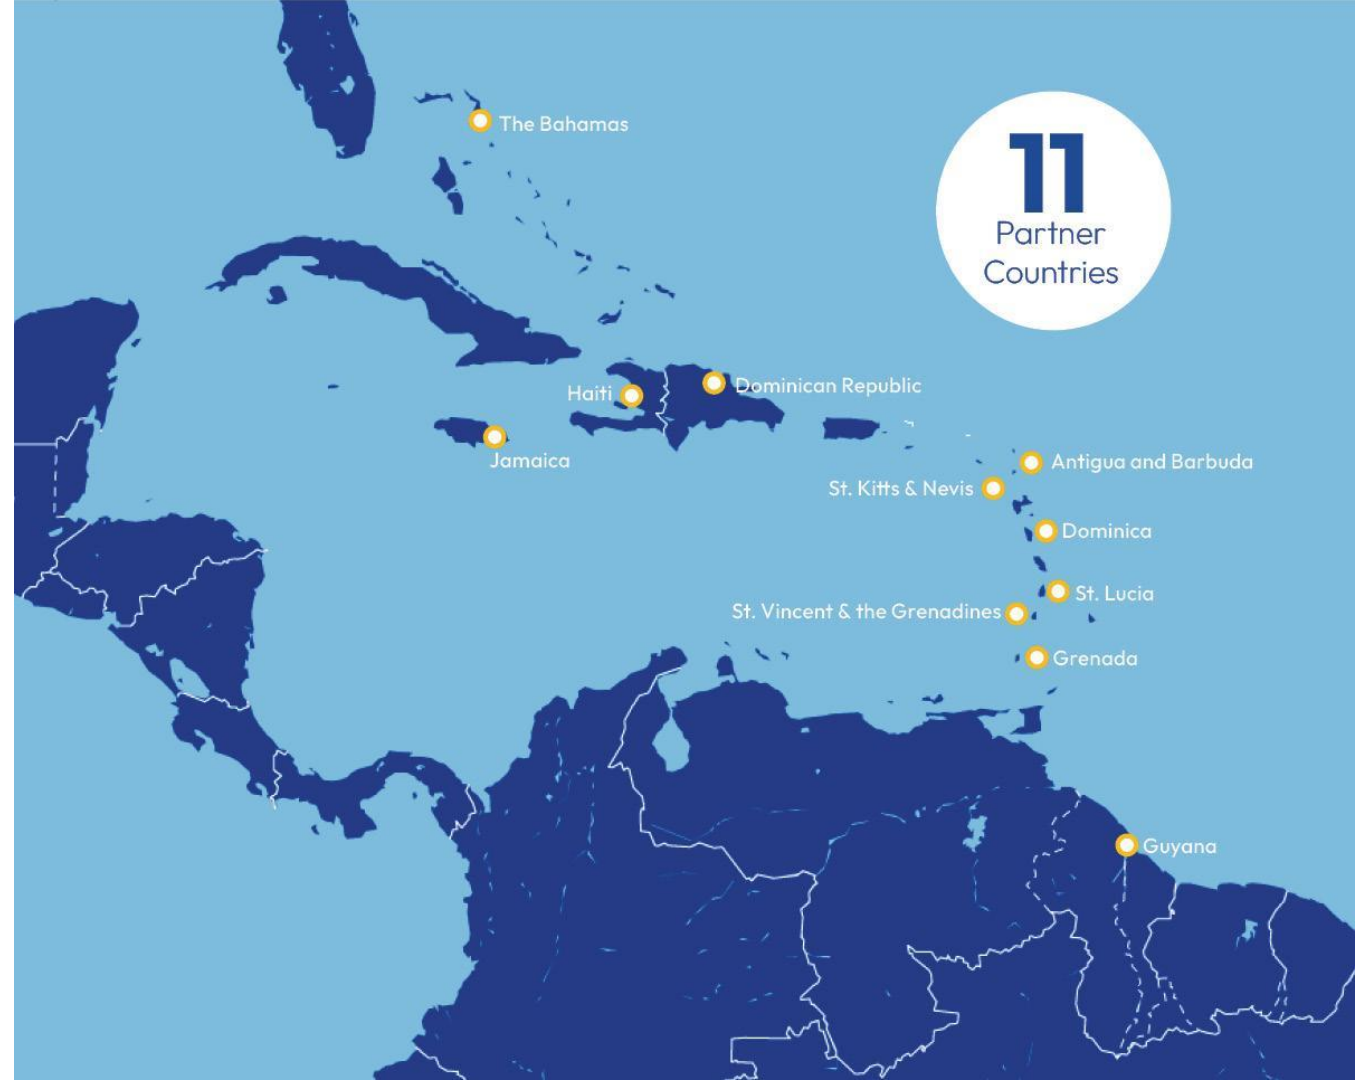 The Bahamas
11
Partner
Countries
Haiti
Dominican Republic
Jamaica
Antigua and Barbuda
St. Kitts & Nevis
Dominica
St. Lucia
St. Vincent & the Grenadines
Grenada
Guyana